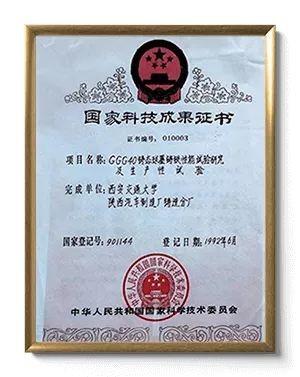 国家科技成果证书
证书编号: 010003
项目名称: GGG40铸态球墨铸铁性能试验研究
及生产性试验
完成单位: 西安交通大学
陕西汽车制造厂铸造分厂
国家登记号: 901144 登记日期: 1992年6月
中华人民共和国国家科学技术委员会